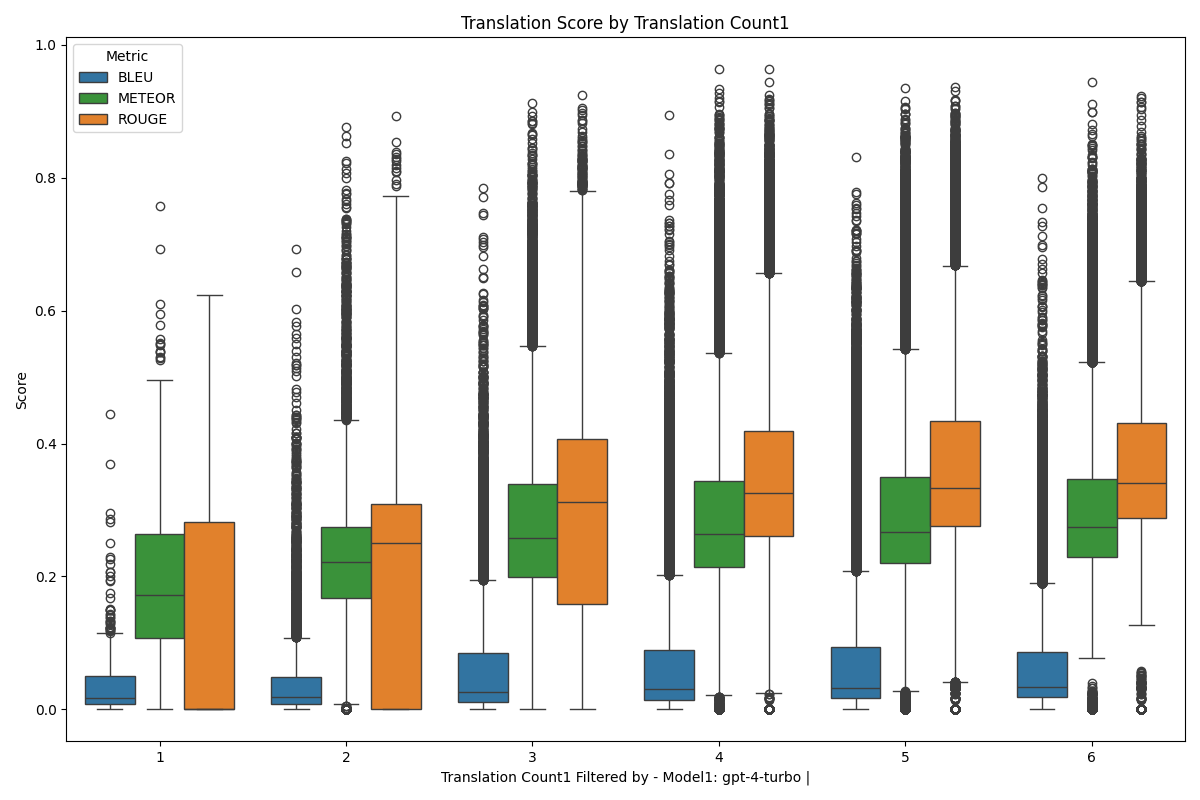 Translation Score by Translation Count1
Metric
BLEU
METEOR
ROUGE
Score
1.0
0.8
0.6
0.4
0.2
0.0
1 2 3 4 5 6
Translation Count1 Filtered by - Model1: gpt-4-turbo |